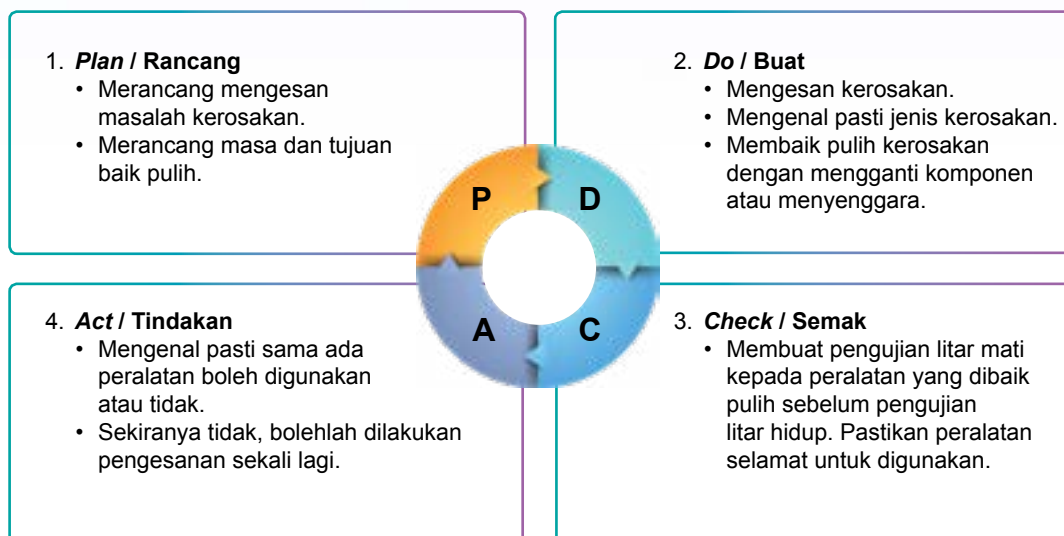 1. Plan / Rancang
• Merancang mengesan
masalah kerosakan.
• Merancang masa dan tujuan
baik pulih.
2. Do / Buat
• Mengesan kerosakan.
• Mengenal pasti jenis kerosakan.
• Membaik pulih kerosakan
dengan mengganti komponen
atau menyenggara.
P
D
A
C
4. Act / Tindakan
• Mengenal pasti sama ada
peralatan boleh digunakan
atau tidak.
• Sekiranya tidak, bolehlah dilakukan
pengesanan sekali lagi.
3. Check / Semak
• Membuat pengujian litar mati
kepada peralatan yang dibaik
pulih sebelum pengujian
litar hidup. Pastikan peralatan
selamat untuk digunakan.